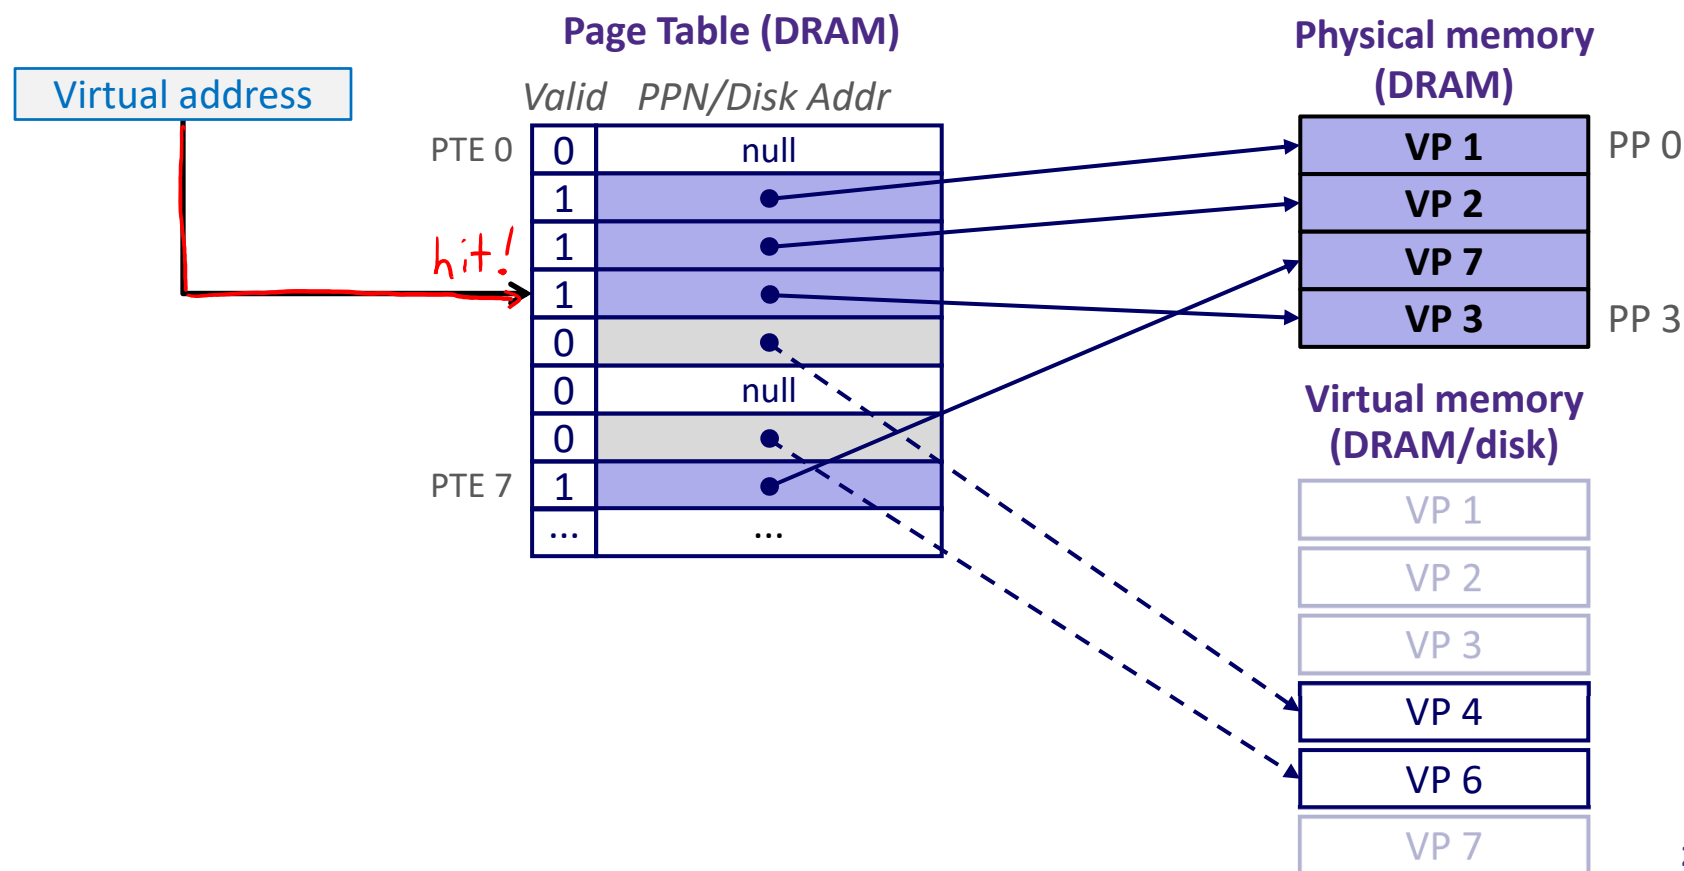 Page Table (DRAM)
Physical memory
(DRAM)
Virtual address
Valid PPN/Disk Addr
PTE 0 0 null
1
1
hit!
1
0
0 null
0
PTE 7 1
... ...
VP 1 PP 0
VP 2
VP 7
VP 3 PP 3
Virtual memory
(DRAM/disk)
VP 1
VP 2
VP 3
VP 4
VP 6
VP 7